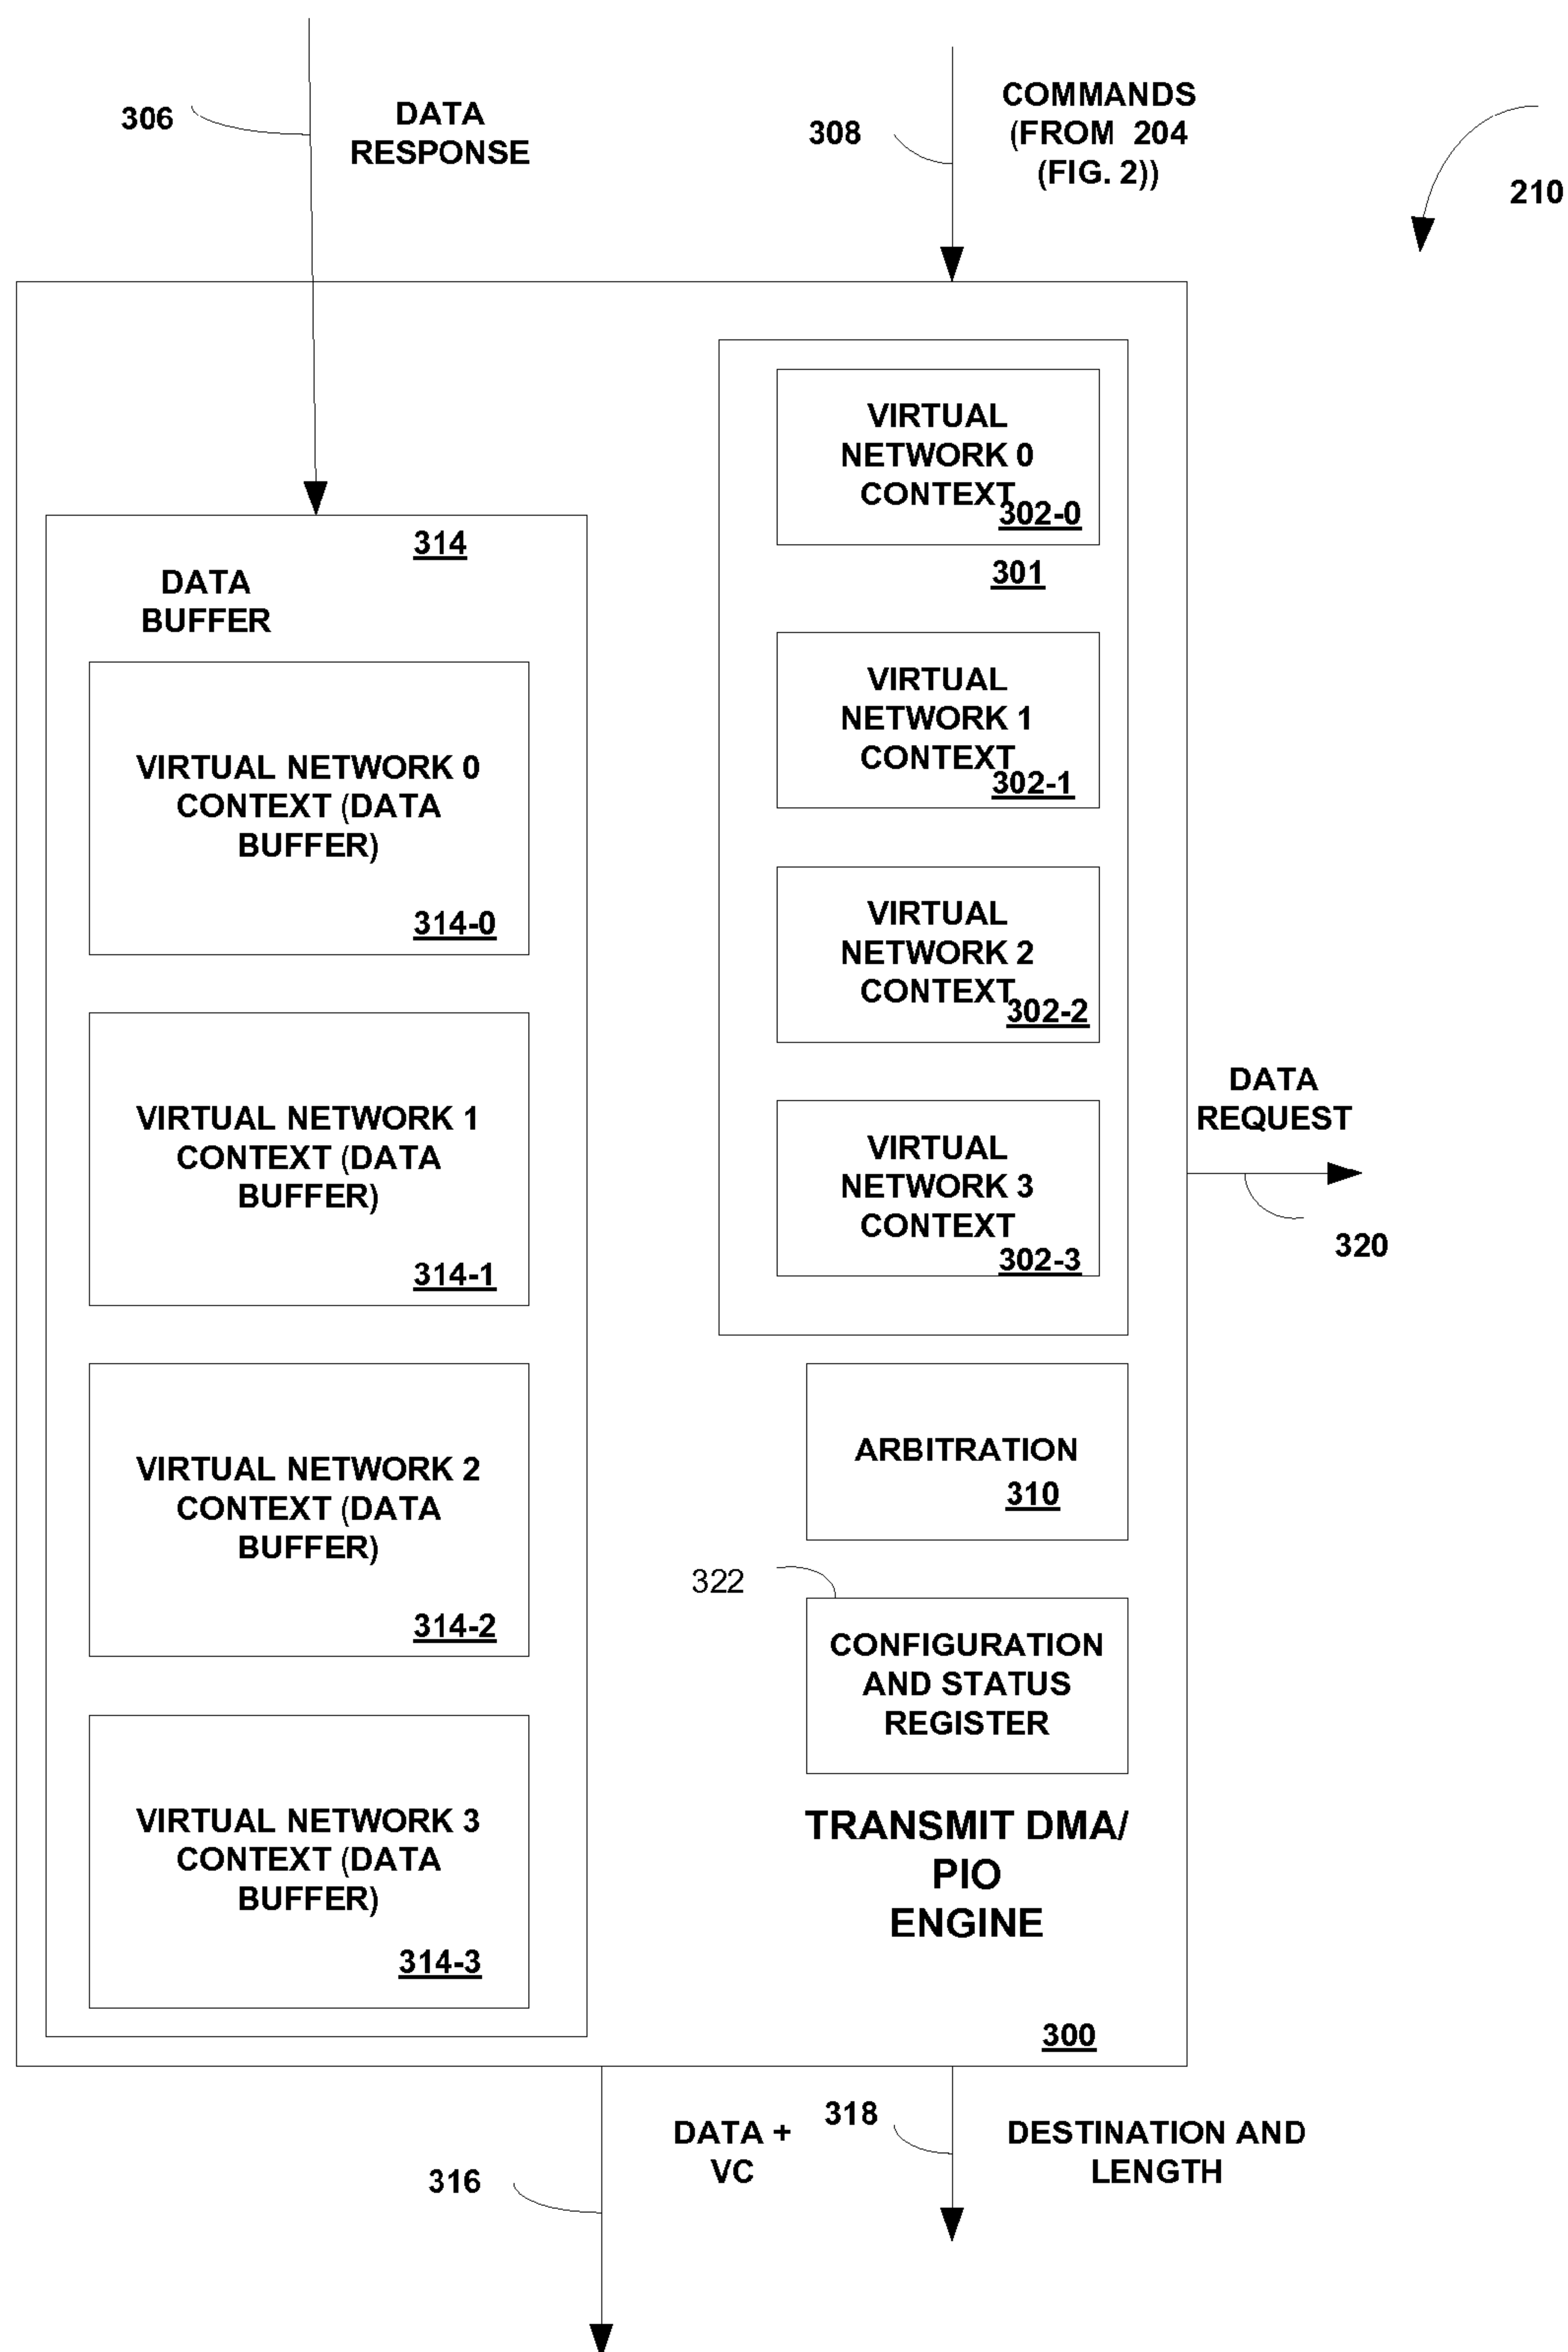 306
DATA
RESPONSE
308
COMMANDS
(FROM 204
(FIG. 2))
210
314
DATA
BUFFER
VIRTUAL NETWORK 0
CONTEXT (DATA
BUFFER)
314-0
VIRTUAL NETWORK 1
CONTEXT (DATA
BUFFER)
314-1
VIRTUAL NETWORK 2
CONTEXT (DATA
BUFFER)
314-2
VIRTUAL NETWORK 3
CONTEXT (DATA
BUFFER)
314-3
VIRTUAL
NETWORK 0
CONTEXT
302-0
301
VIRTUAL
NETWORK 1
CONTEXT
302-1
VIRTUAL
NETWORK 2
CONTEXT
302-2
VIRTUAL
NETWORK 3
CONTEXT
302-3
DATA
REQUEST
320
ARBITRATION
310
322
CONFIGURATION
AND STATUS
REGISTER
TRANSMIT DMA/
PIO
ENGINE
300
316
DATA +
VC
318
DESTINATION AND
LENGTH